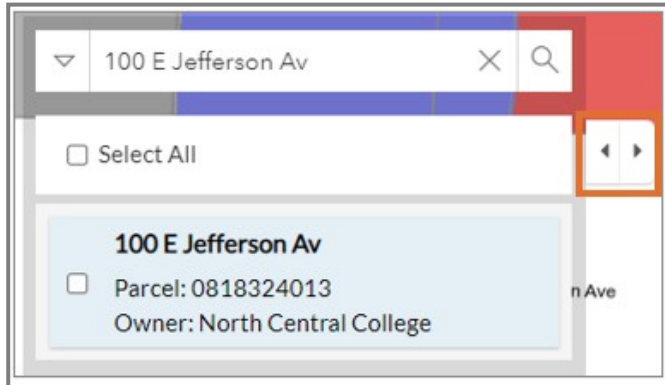 100 E Jefferson Av
Select All
100 E Jefferson Av
Parcel: 0818324013
Owner: North Central College
n Ave